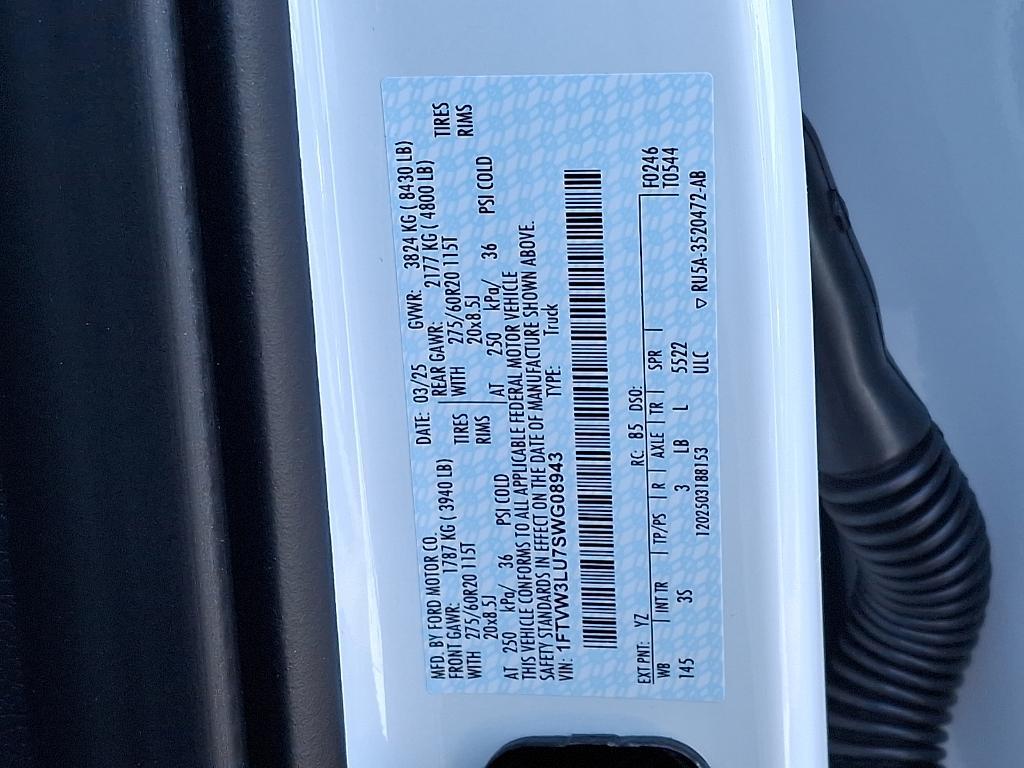 MFD. BY FORD MOTOR CO. DATE: 03/25 GVWR: 3824 KG ( 8430 LB)
FRONT GAWR: 1787 KG ( 3940 LB) REAR GAWR: 2177 KG ( 4800 LB)
WITH 275/60R20 115T TIRES WITH 275/60R20 115T TIRES
20x8.5J RIMS 20x8.5J RIMS
AT 250 kPa/ 36 PSI COLD AT 250 kPa/ 36 PSI COLD
THIS VEHICLE CONFORMS TO ALL APPLICABLE FEDERAL MOTOR VEHICLE
SAFETY STANDARDS IN EFFECT ON THE DATE OF MANUFACTURE SHOWN ABOVE.
VIN: 1FTVW3LU7SWG08943 TYPE: Truck
EXT PNT: YZ RC: 85 DSO: F0246
WB INT TR TP/PS R AXLE TR SPR T0544
145 3S 3 LB L 5522
120250318B153 ULC ▽ RU5A-3520472-AB